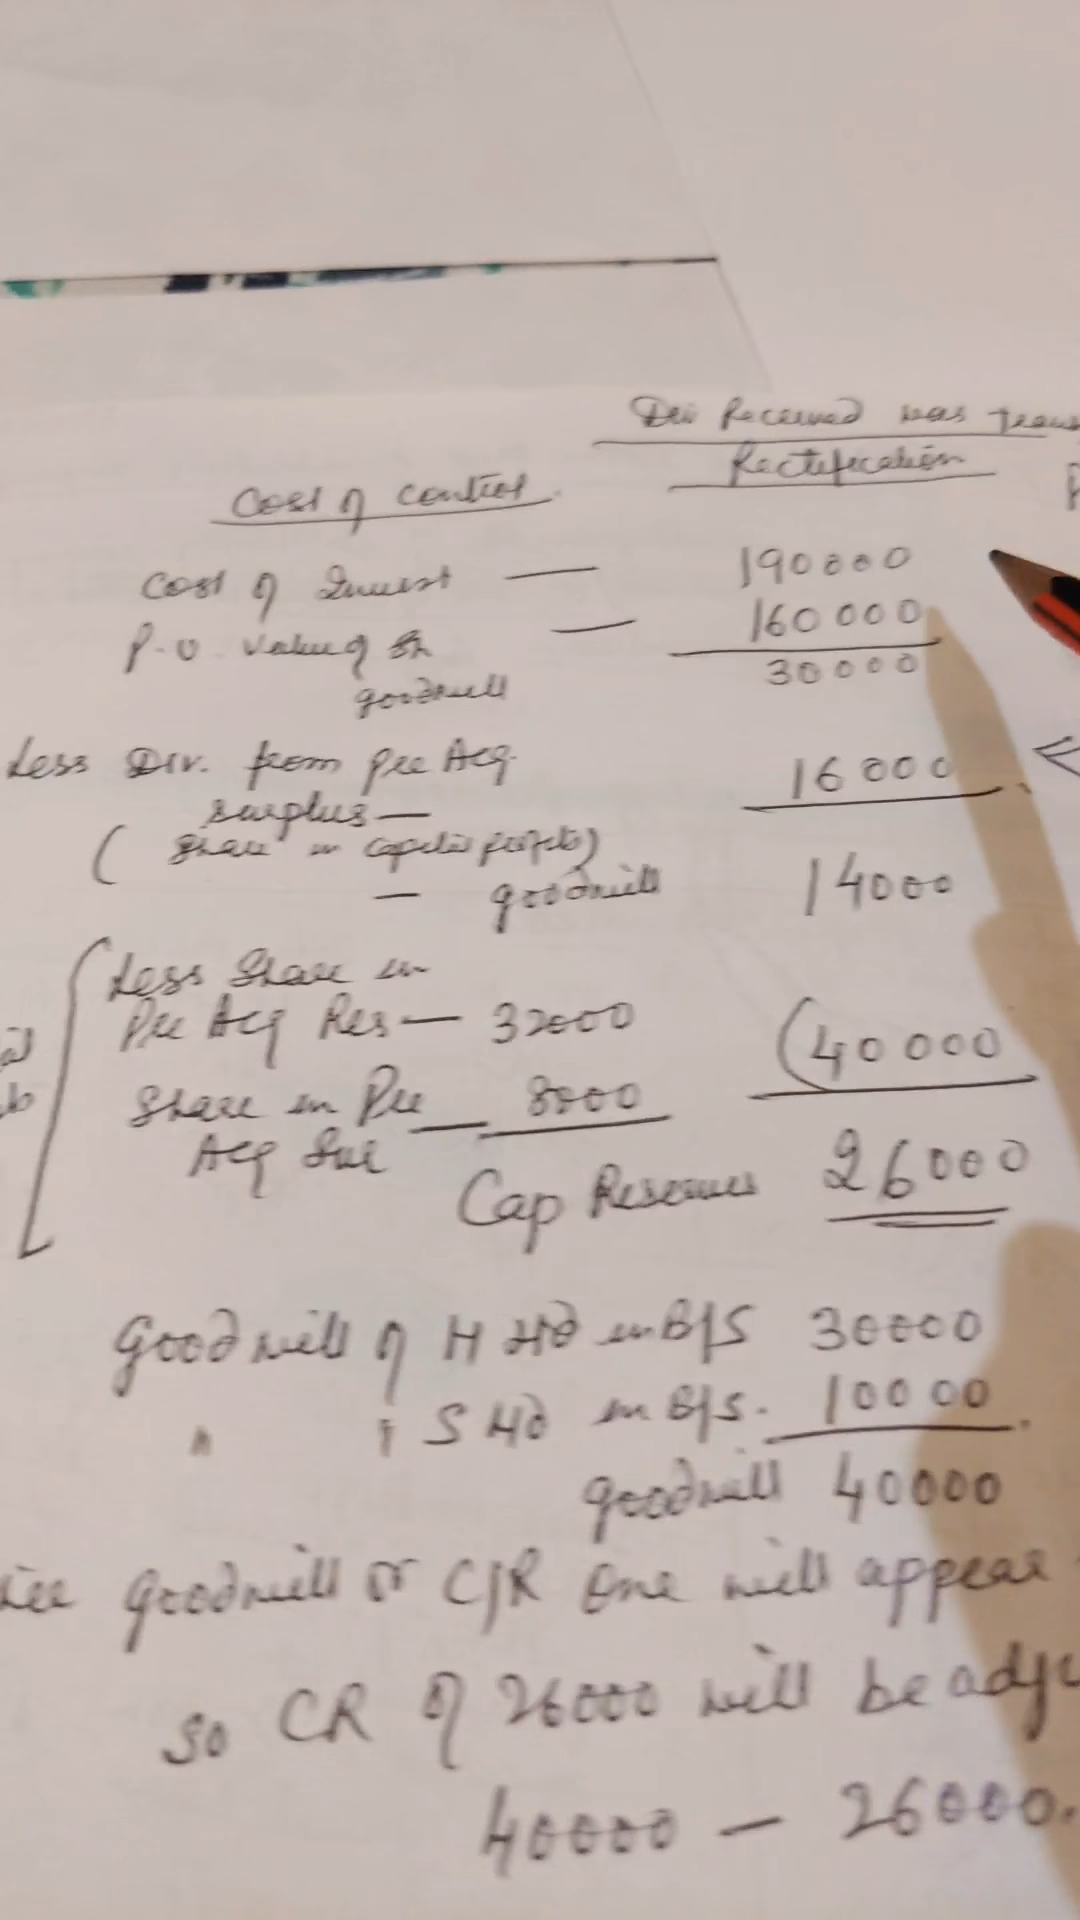 Div Received was trans
Rectification
Cost of control
Cost of Invest — 190000
P.U. Value of Sh — 160000
goodwill 30000
Less Div. from Pre Acq. 16000
surplus —
( Share in capital profits)
— goodwill 14000
Less Share in
Pre Acq Res — 32000 (40000
Share in Pre — 8000
Acq Sur
Cap Reserves 26000
Goodwill of H Ltd in B/S 30000
" " S Ltd in B/S. 10000
goodwill 40000
goodwill or C/R One will appear
So CR of 26000 will be adju
40000 — 26000.